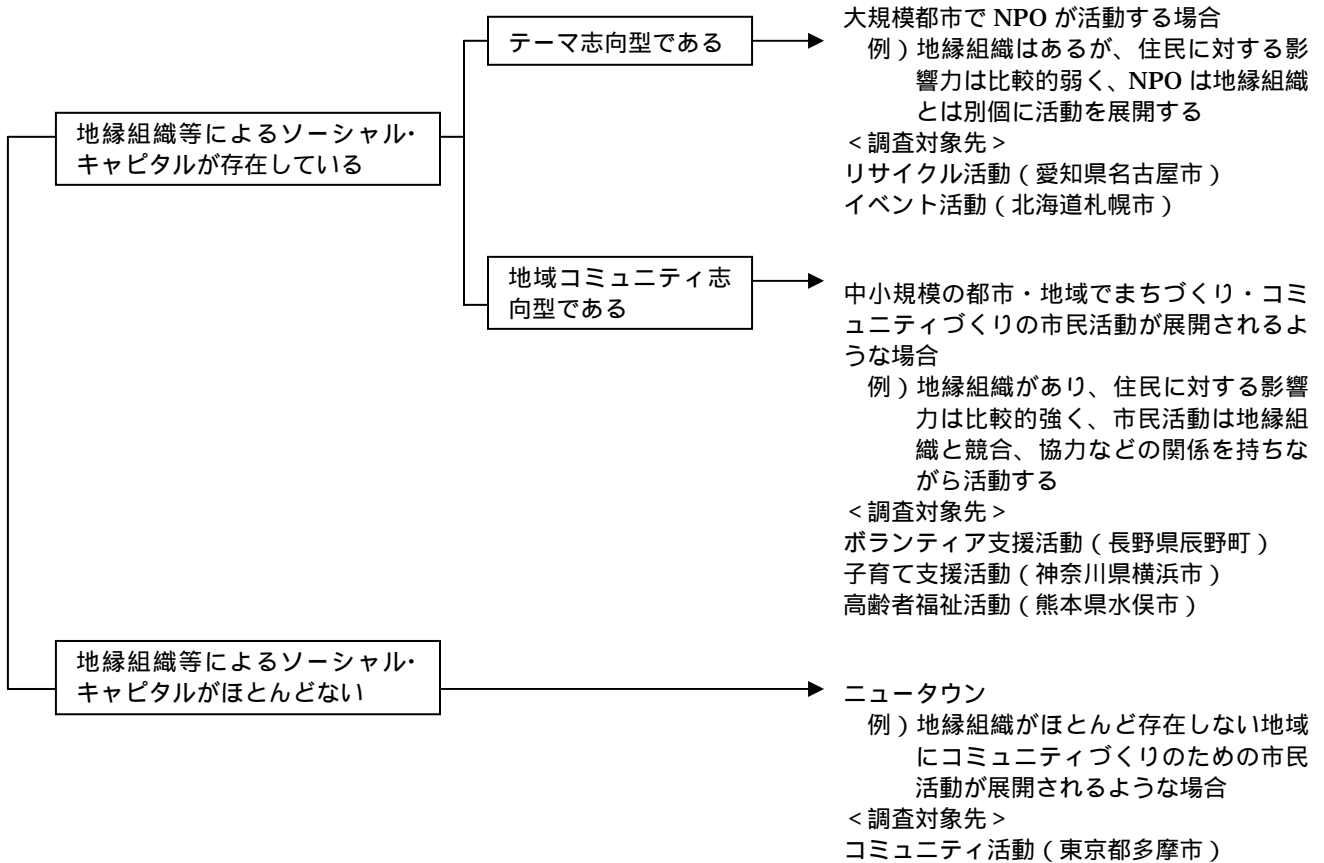 テーマ志向型である
大規模都市で NPO が活動する場合
例）地縁組織はあるが、住民に対する影
響力は比較的弱く、NPO は地縁組織
とは別個に活動を展開する
＜調査対象先＞
リサイクル活動（愛知県名古屋市）
イベント活動（北海道札幌市）
地縁組織等によるソーシャル・
キャピタルが存在している
地域コミュニティ志
向型である
中小規模の都市・地域でまちづくり・コミ
ュニティづくりの市民活動が展開されるよ
うな場合
例）地縁組織があり、住民に対する影響
力は比較的強く、市民活動は地縁組
織と競合、協力などの関係を持ちな
がら活動する
＜調査対象先＞
ボランティア支援活動（長野県辰野町）
子育て支援活動（神奈川県横浜市）
高齢者福祉活動（熊本県水俣市）
地縁組織等によるソーシャル・
キャピタルがほとんどない
ニュータウン
例）地縁組織がほとんど存在しない地域
にコミュニティづくりのための市民
活動が展開されるような場合
＜調査対象先＞
コミュニティ活動（東京都多摩市）